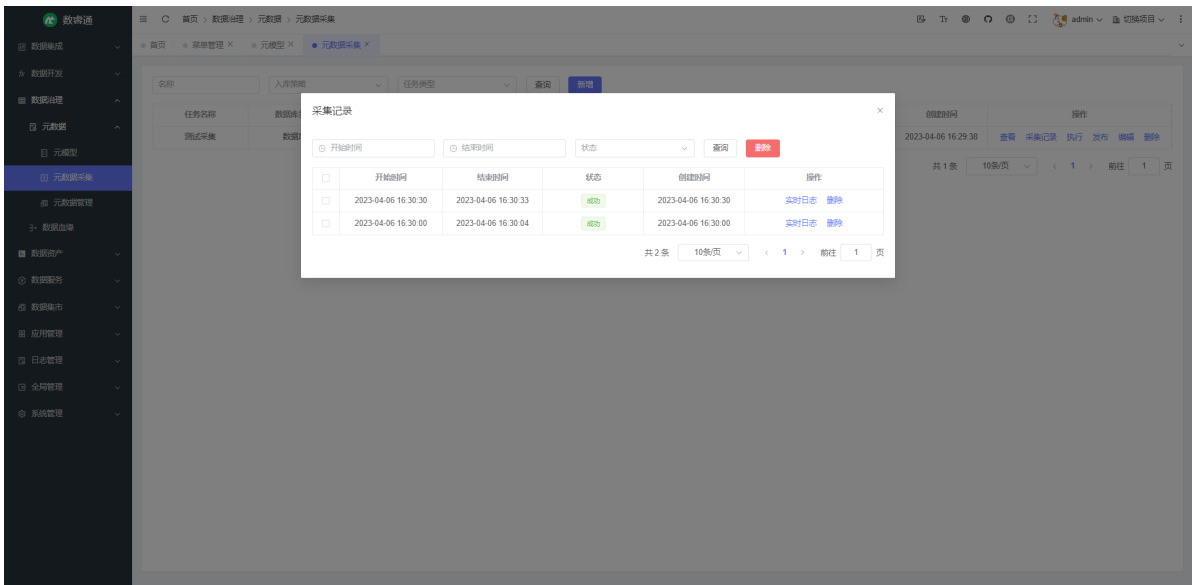 数睿通
首页 > 数据治理 > 元数据 > 元数据采集
admin
切换项目
数据集成
数据开发
数据治理
元数据
元模型
元数据采集
元数据管理
数据血缘
数据资产
数据服务
数据集市
应用管理
日志管理
全局管理
系统管理
首页 菜单管理 × 元模型 × 元数据采集 ×
名称 入库策略 任务类型 查询 新增
任务名称 数据库 创建时间 操作
测试采集 数据 2023-04-06 16:29:38 查看 采集记录 执行 发布 编辑 删除
共 1 条 10条/页 < 1 > 前往 1 页
采集记录 ×
开始时间 结束时间 状态 查询 删除
开始时间 结束时间 状态 创建时间 操作
2023-04-06 16:30:30 2023-04-06 16:30:33 成功 2023-04-06 16:30:30 实时日志 删除
2023-04-06 16:30:00 2023-04-06 16:30:04 成功 2023-04-06 16:30:00 实时日志 删除
共 2 条 10条/页 < 1 > 前往 1 页